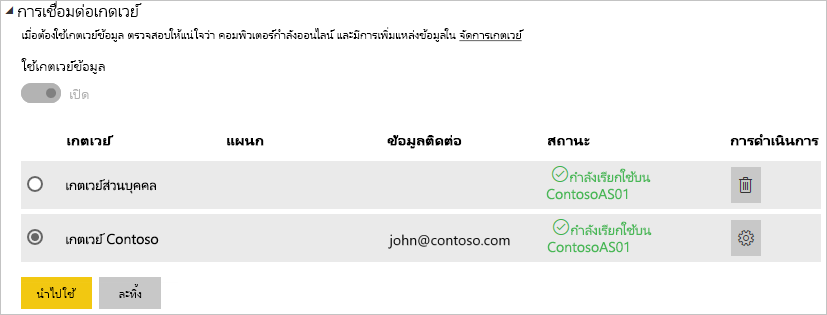 การเชื่อมต่อเกตเวย์
เมื่อต้องใช้เกตเวย์ข้อมูล ตรวจสอบให้แน่ใจว่า คอมพิวเตอร์กำลังออนไลน์ และมีการเพิ่มแหล่งข้อมูลใน จัดการเกตเวย์
ใช้เกตเวย์ข้อมูล
เปิด
เกตเวย์ แผนก ข้อมูลติดต่อ สถานะ การดำเนินการ
เกตเวย์ส่วนบุคคล กำลังเรียกใช้บน
ContosoAS01
เกตเวย์ Contoso john@contoso.com กำลังเรียกใช้บน
ContosoAS01
นำไปใช้ ละทิ้ง